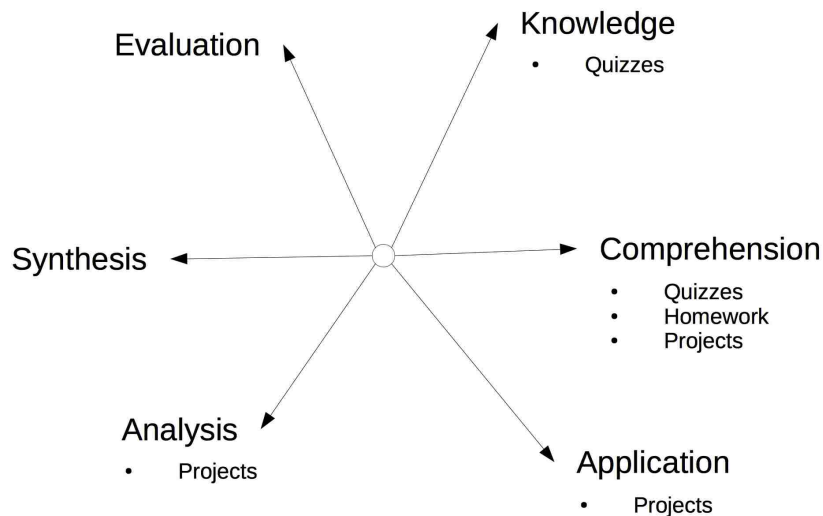 Evaluation
Knowledge
• Quizzes
Synthesis
Comprehension
• Quizzes
• Homework
• Projects
Analysis
• Projects
Application
• Projects